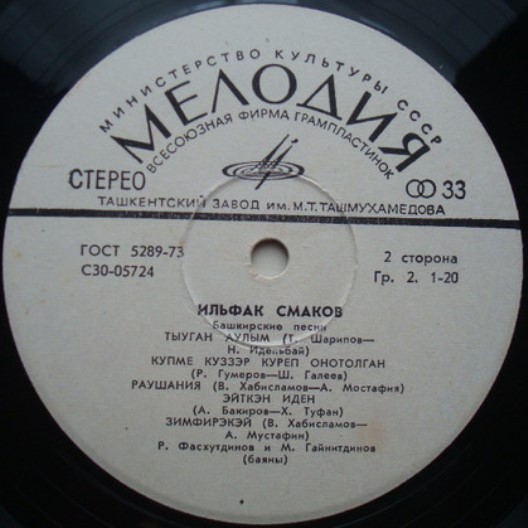 МИНИСТЕРСТВО КУЛЬТУРЫ СССР
МЕЛОДИЯ
ВСЕСОЮЗНАЯ ФИРМА ГРАМПЛАСТИНОК
СТЕРЕО 33
ТАШКЕНТСКИЙ ЗАВОД ИМ. М.Т. ТАШМУХАМЕДОВА
ГОСТ 5289-73
С30-05724
2 сторона
Гр. 2. 1-20
ИЛЬФАК СМАКОВ
Башкирские песни
ТЫУГАН АУЛЫМ (Т. Шарипов—
Н. Идельбай)
КУПМЕ КУЗЗЭР КУРЕП ОНОТОЛГАН
(Р. Гумеров—Ш. Галеев)
РАУШАНИЯ (В. Хабисламов—А. Мостафия)
ЭЙТКЭН ИДЕН
(А. Бакиров—Х. Туфан)
ЗИМФИРЭКЭЙ (В. Хабисламов—
А. Мустафин)
Р. Фасхутдинов и М. Гайнитдинов
(баяны)